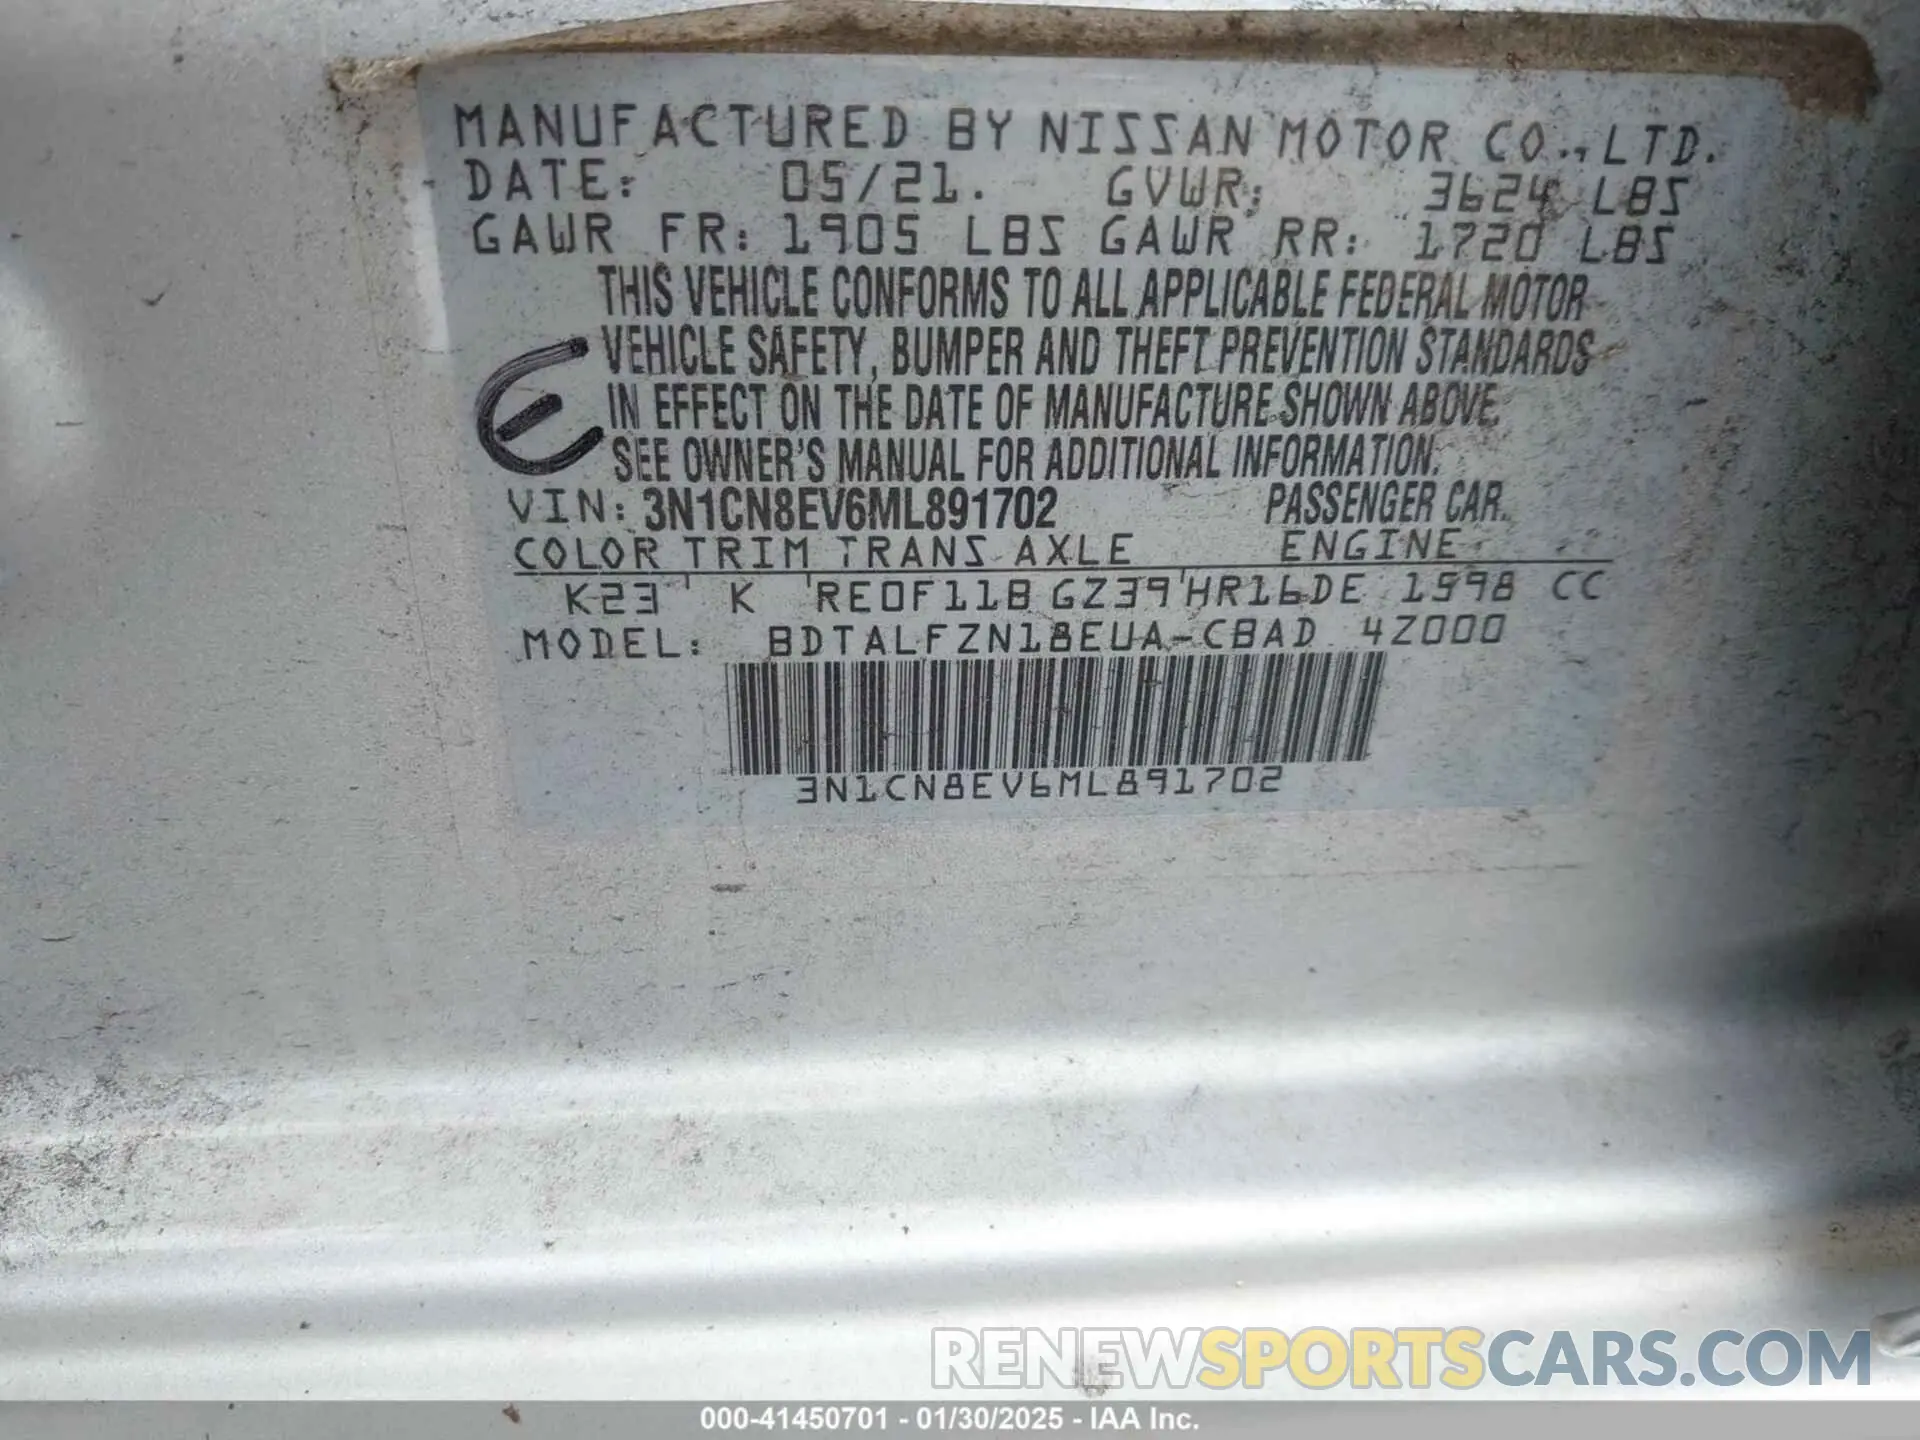 MANUFACTURED BY NISSAN MOTOR CO., LTD.
DATE: 05/21. GVWR: 3624 LBS
GAWR FR: 1905 LBS GAWR RR: 1720 LBS
THIS VEHICLE CONFORMS TO ALL APPLICABLE FEDERAL MOTOR
VEHICLE SAFETY, BUMPER AND THEFT PREVENTION STANDARDS
IN EFFECT ON THE DATE OF MANUFACTURE SHOWN ABOVE.
SEE OWNER'S MANUAL FOR ADDITIONAL INFORMATION.
VIN: 3N1CN8EV6ML891702 PASSENGER CAR.
COLOR TRIM TRANS AXLE ENGINE
K23 K RE0F11B GZ39 HR16DE 1598 CC
MODEL: BDTALFZN18EUA-CBAD 4Z000
3N1CN8EV6ML891702
RENEWSPORTSCARS.COM
000-41450701 - 01/30/2025 - IAA Inc.